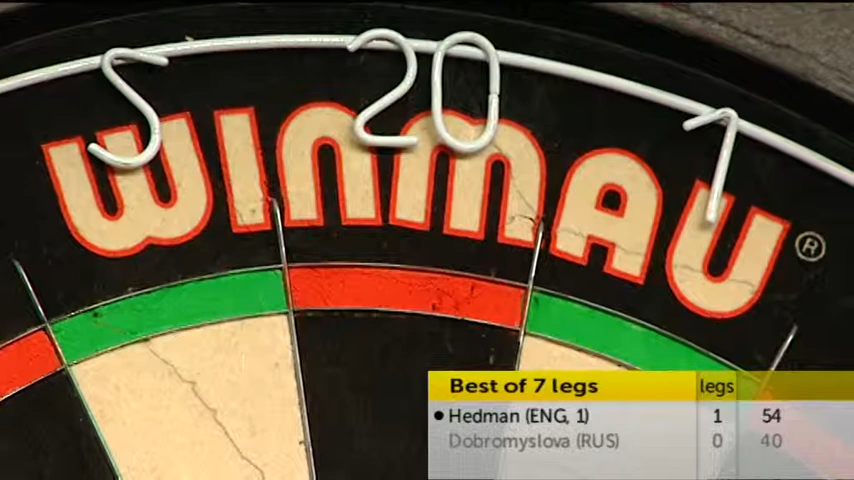 5 20 1
WINMAU ®
Best of 7 legs legs
Hedman (ENG, 1) 1 54
Dobromyslova (RUS) 0 40